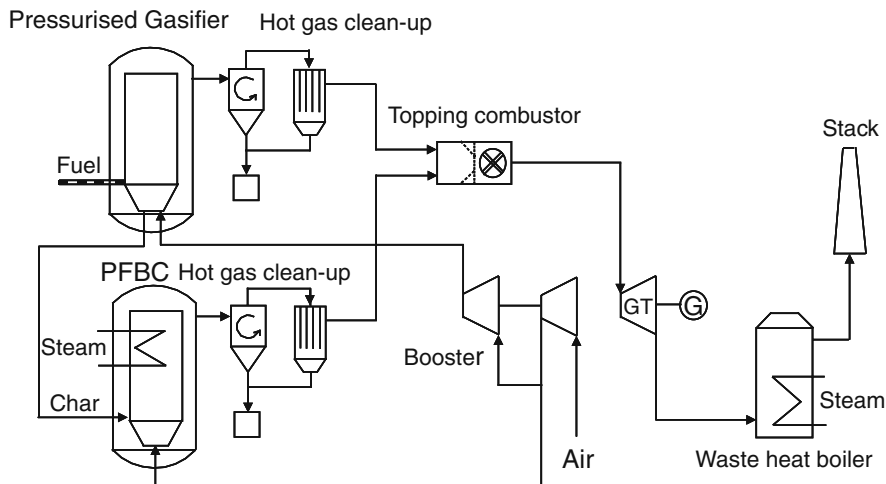 Pressurised Gasifier
Hot gas clean-up
Topping combustor
Stack
Fuel
PFBC
Hot gas clean-up
GT
G
Steam
Booster
Char
Steam
Air
Waste heat boiler